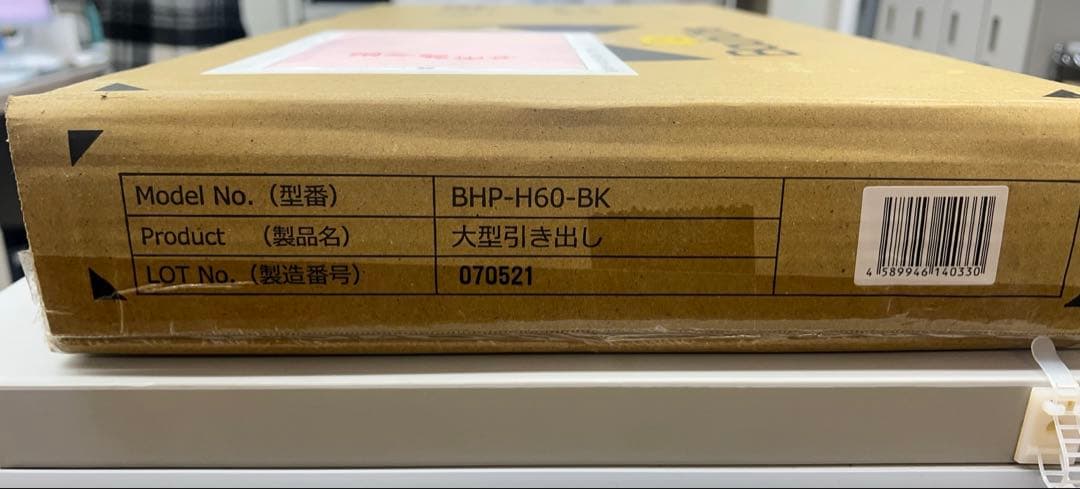 Model No.（型番） BHP-H60-BK
Product （製品名） 大型引き出し
LOT No.（製造番号） 070521
4 589946 140330